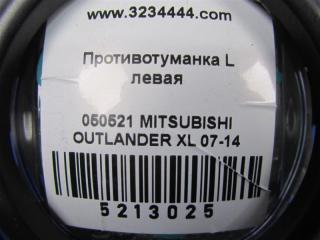 www.3234444.com
Противотуманка L
левая
050521 MITSUBISHI
OUTLANDER XL 07-14
5213025